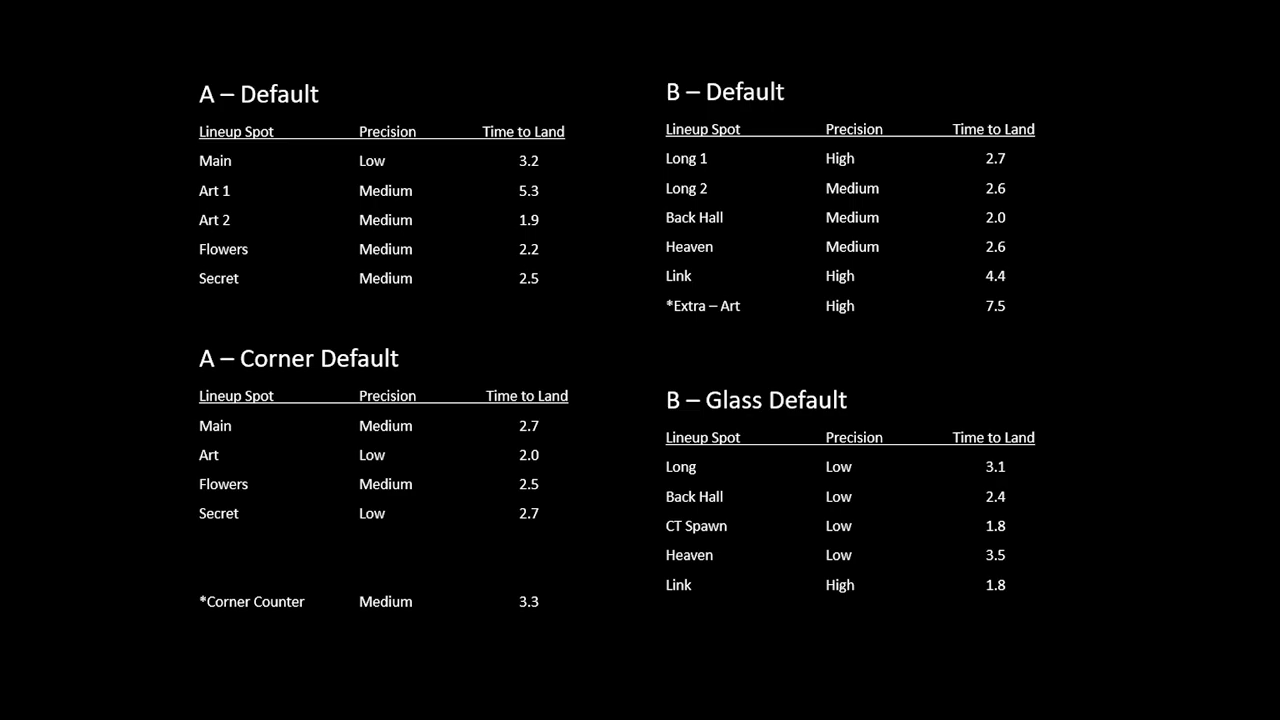 A – Default
Lineup Spot Precision Time to Land
Main Low 3.2
Art 1 Medium 5.3
Art 2 Medium 1.9
Flowers Medium 2.2
Secret Medium 2.5
A – Corner Default
Lineup Spot Precision Time to Land
Main Medium 2.7
Art Low 2.0
Flowers Medium 2.5
Secret Low 2.7
*Corner Counter Medium 3.3
B – Default
Lineup Spot Precision Time to Land
Long 1 High 2.7
Long 2 Medium 2.6
Back Hall Medium 2.0
Heaven Medium 2.6
Link High 4.4
*Extra – Art High 7.5
B – Glass Default
Lineup Spot Precision Time to Land
Long Low 3.1
Back Hall Low 2.4
CT Spawn Low 1.8
Heaven Low 3.5
Link High 1.8